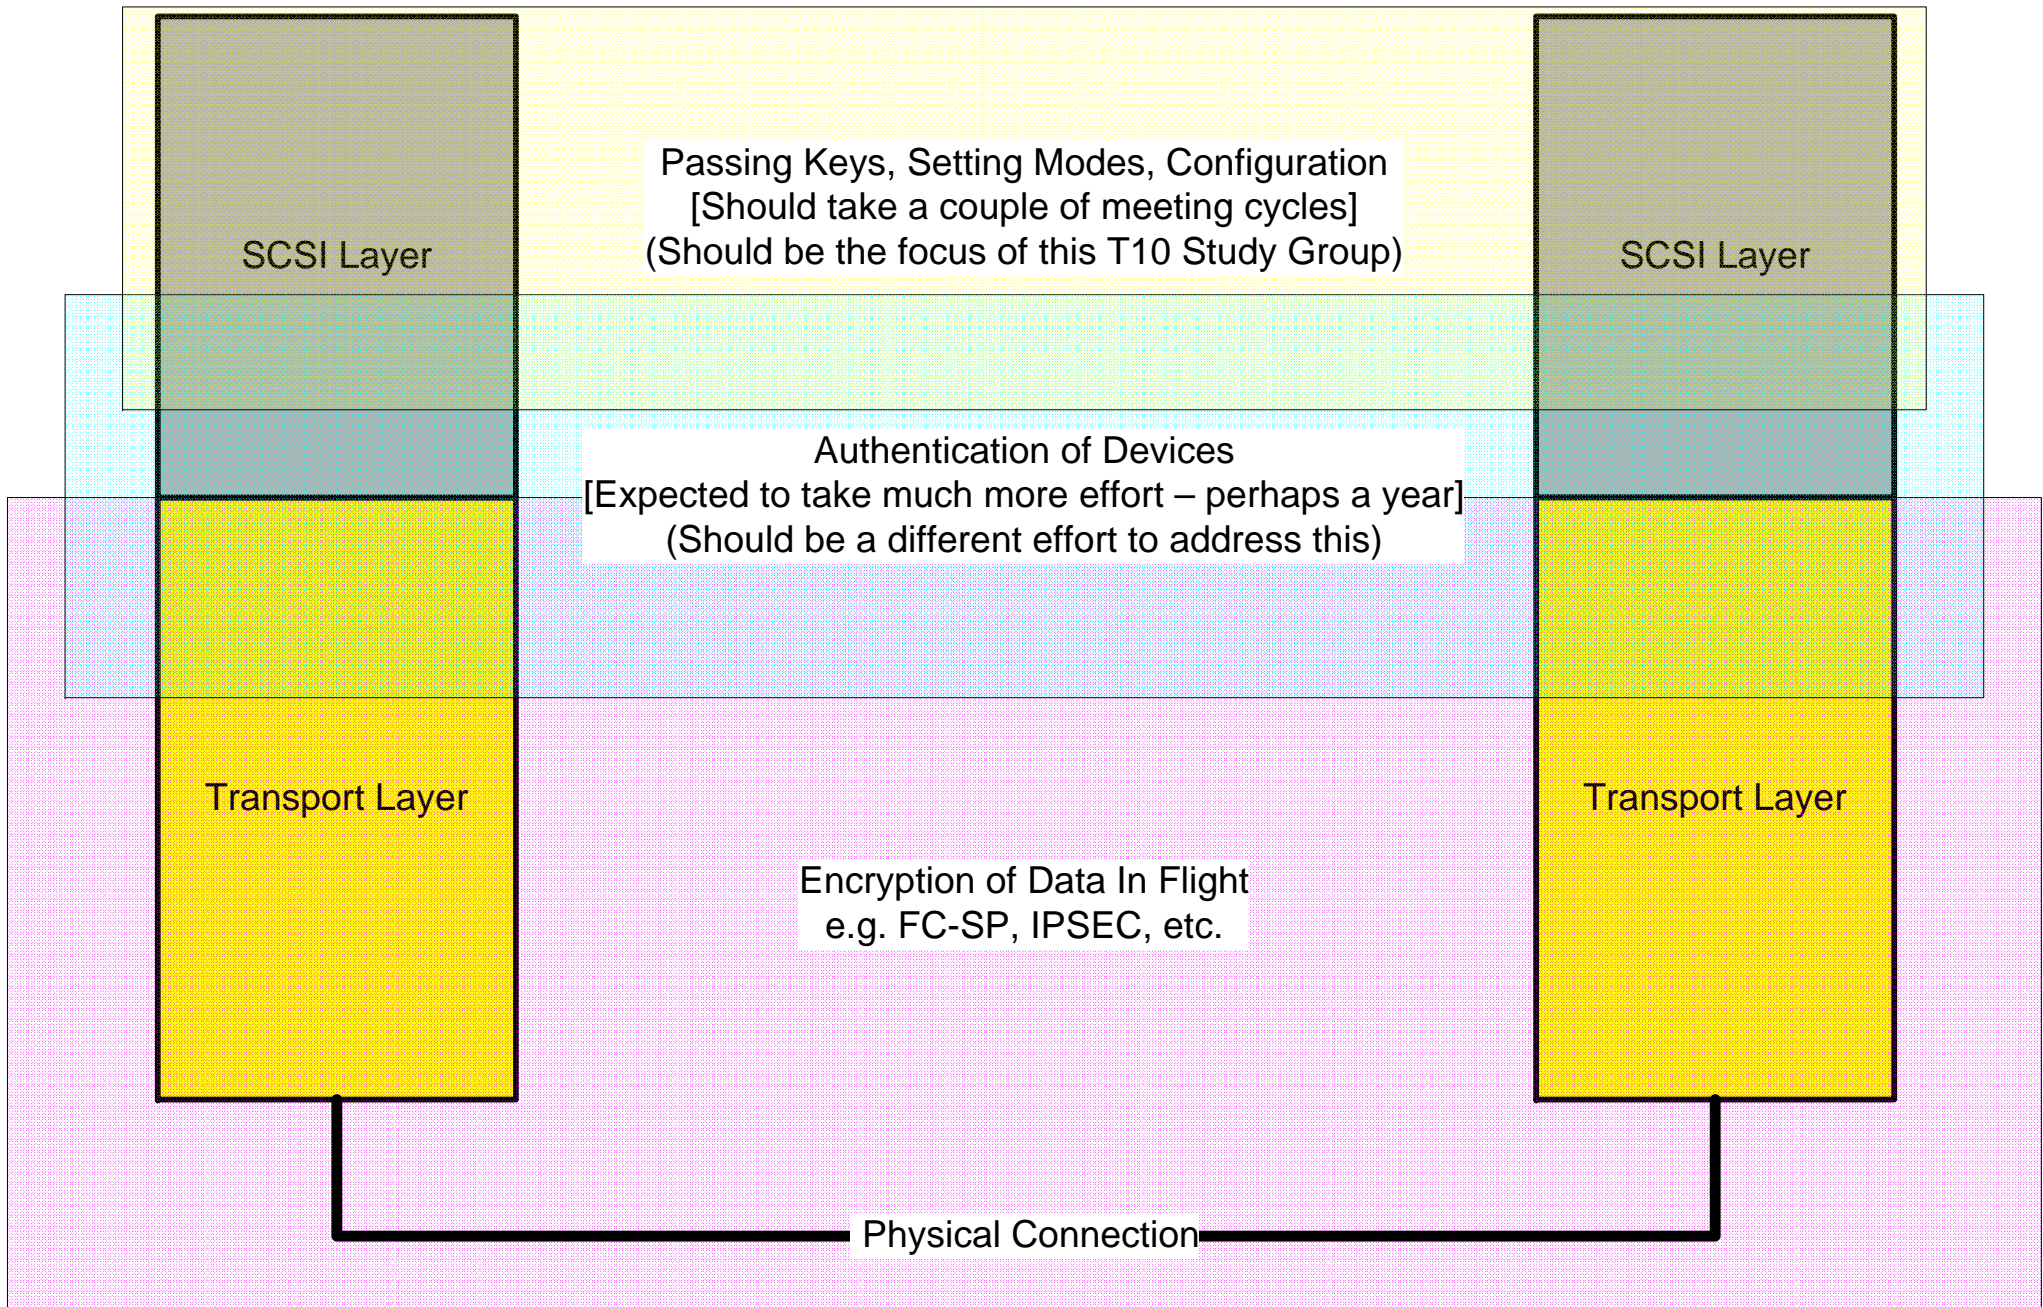 Passing Keys, Setting Modes, Configuration
[Should take a couple of meeting cycles]
(Should be the focus of this T10 Study Group)
SCSI Layer
SCSI Layer
Authentication of Devices
[Expected to take much more effort – perhaps a year]
(Should be a different effort to address this)
Transport Layer
Transport Layer
Encryption of Data In Flight
e.g. FC-SP, IPSEC, etc.
Physical Connection